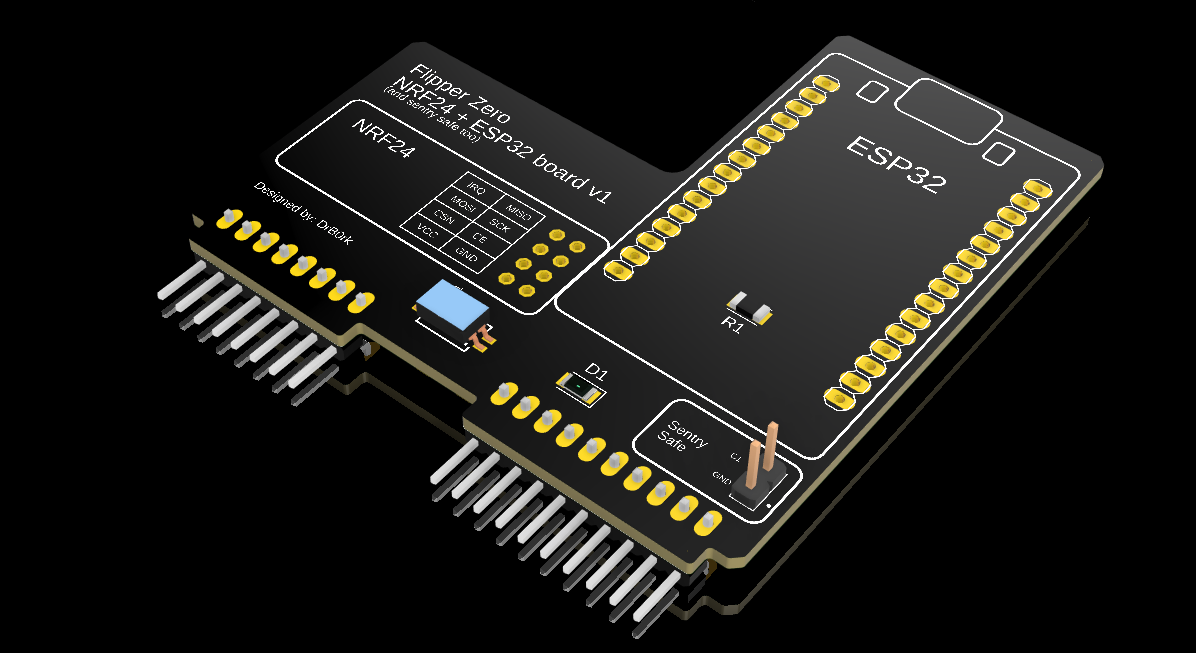 Flipper Zero
NRF24 + ESP32 board v1
(and sentry safe too)
NRF24
IRQ MISO
MOSI SCK
CSN CE
VCC GND
Designed by: DrB0rk
ESP32
R1
D1
Sentry
Safe
GND